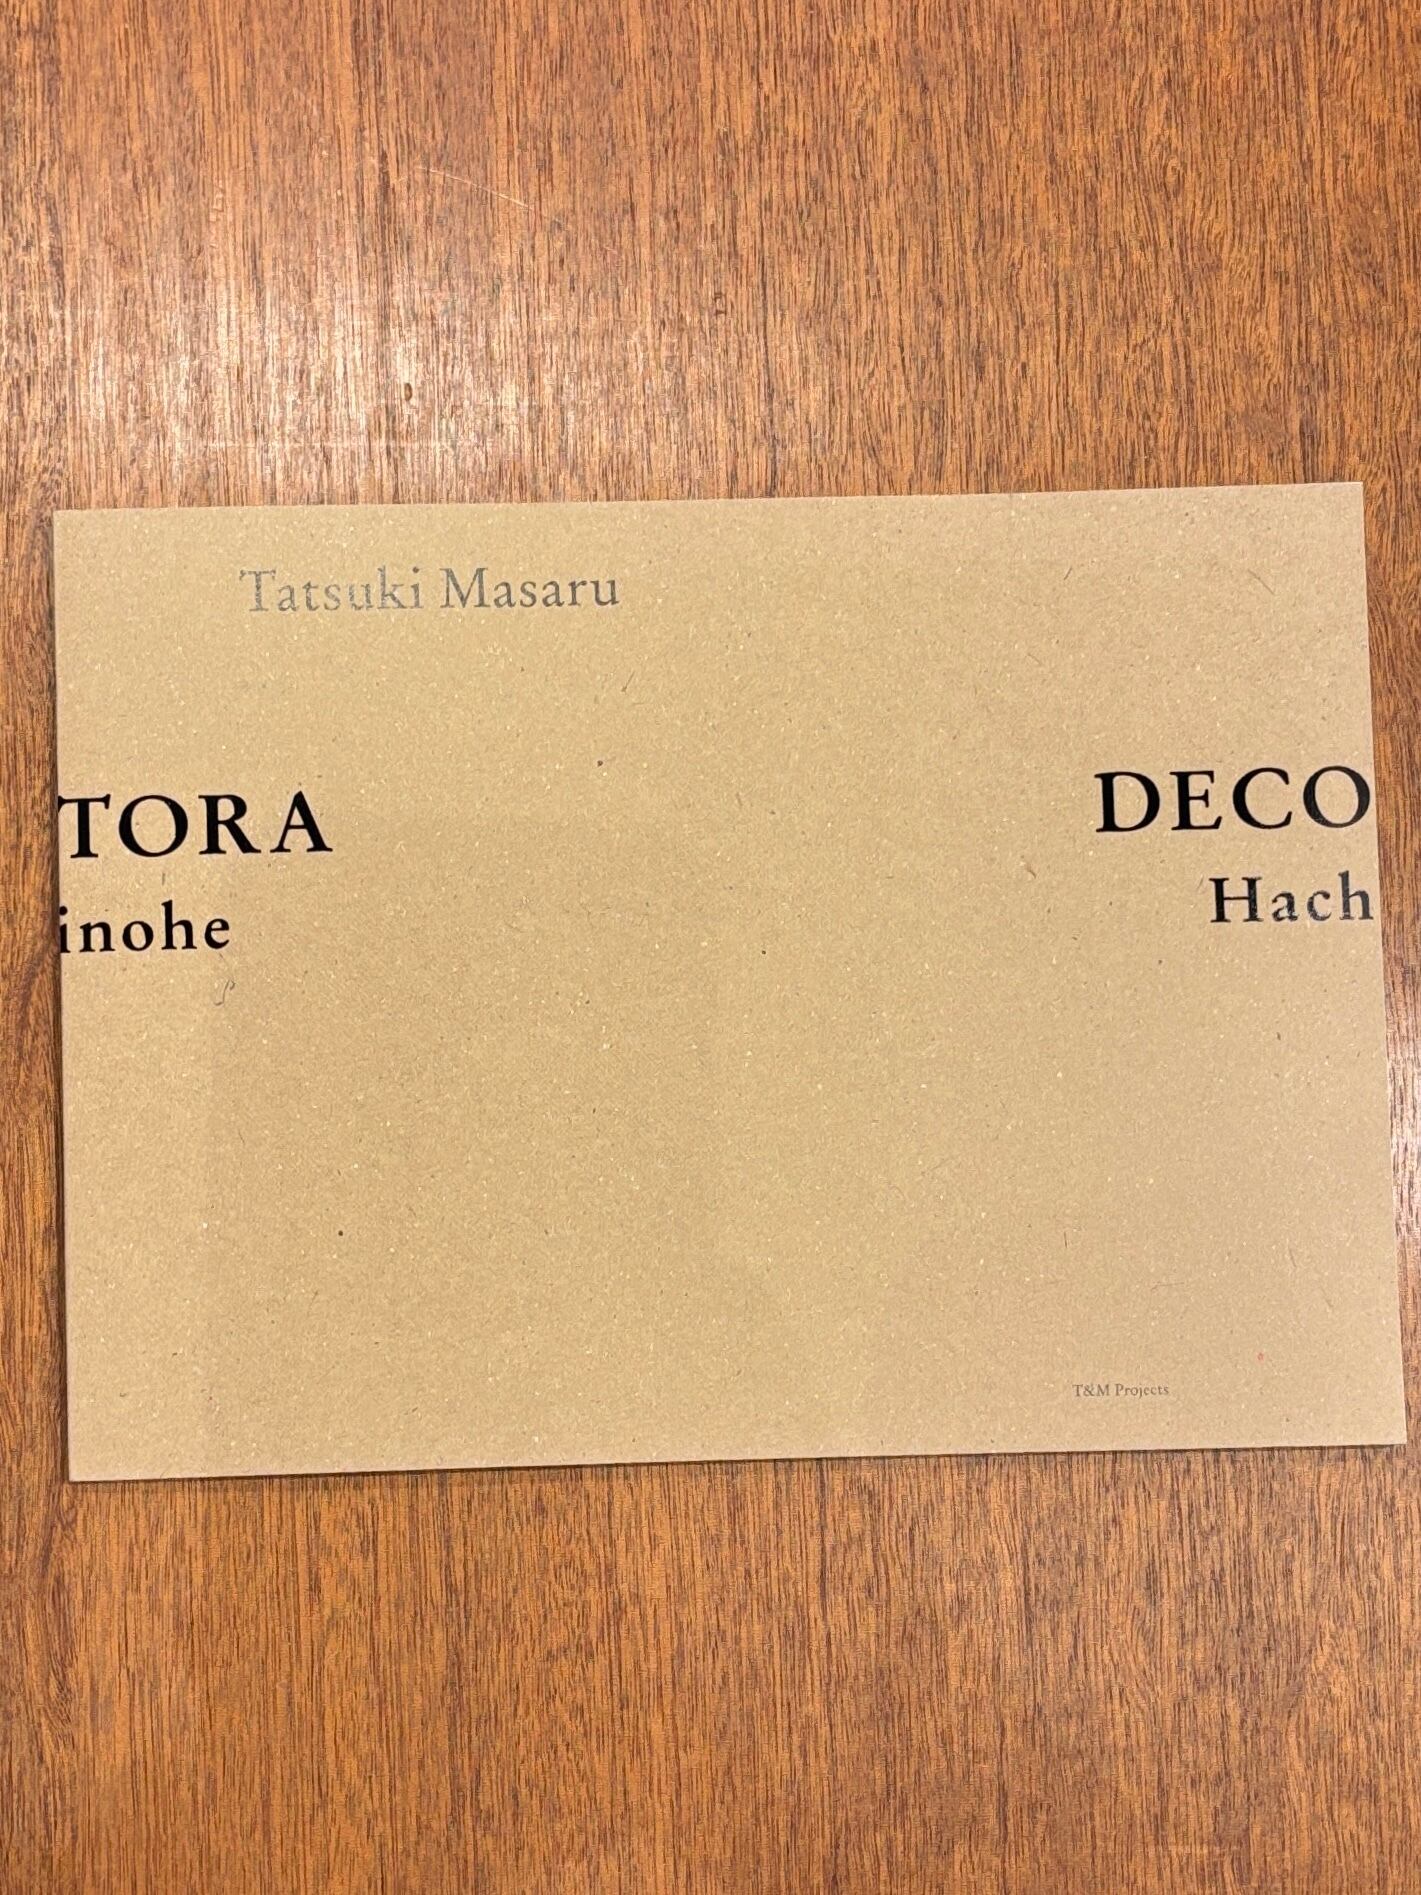 Tatsuki Masaru
TORA
DECO
inohe
Hach
T&M Projects